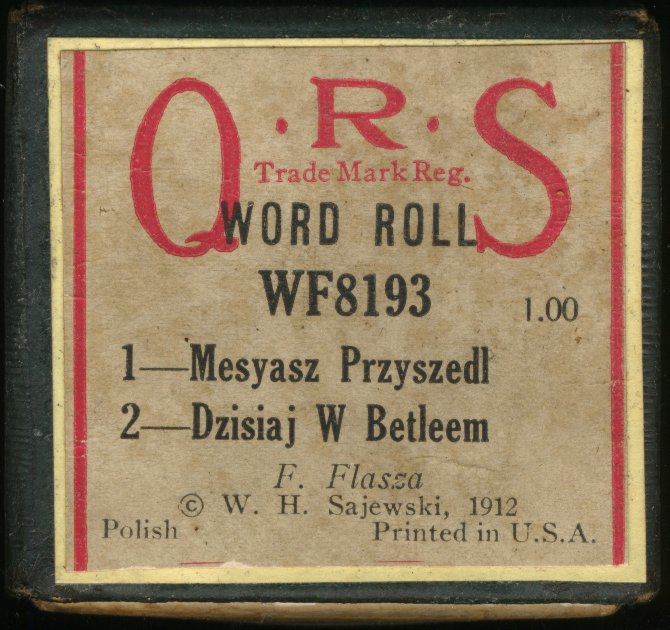 Q·R·S
Trade Mark Reg.
WORD ROLL
WF8193
1.00
1—Mesyasz Przyszedl
2—Dzisiaj W Betleem
F. Flasza
© W. H. Sajewski, 1912
Polish Printed in U.S.A.